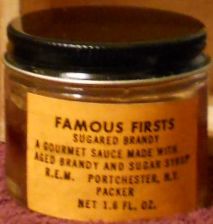 FAMOUS FIRSTS
SUGARED BRANDY
A GOURMET SAUCE MADE WITH
AGED BRANDY AND SUGAR SYRUP
R.E.M. PORTCHESTER, N.Y.
PACKER
NET 1.6 FL. OZ.